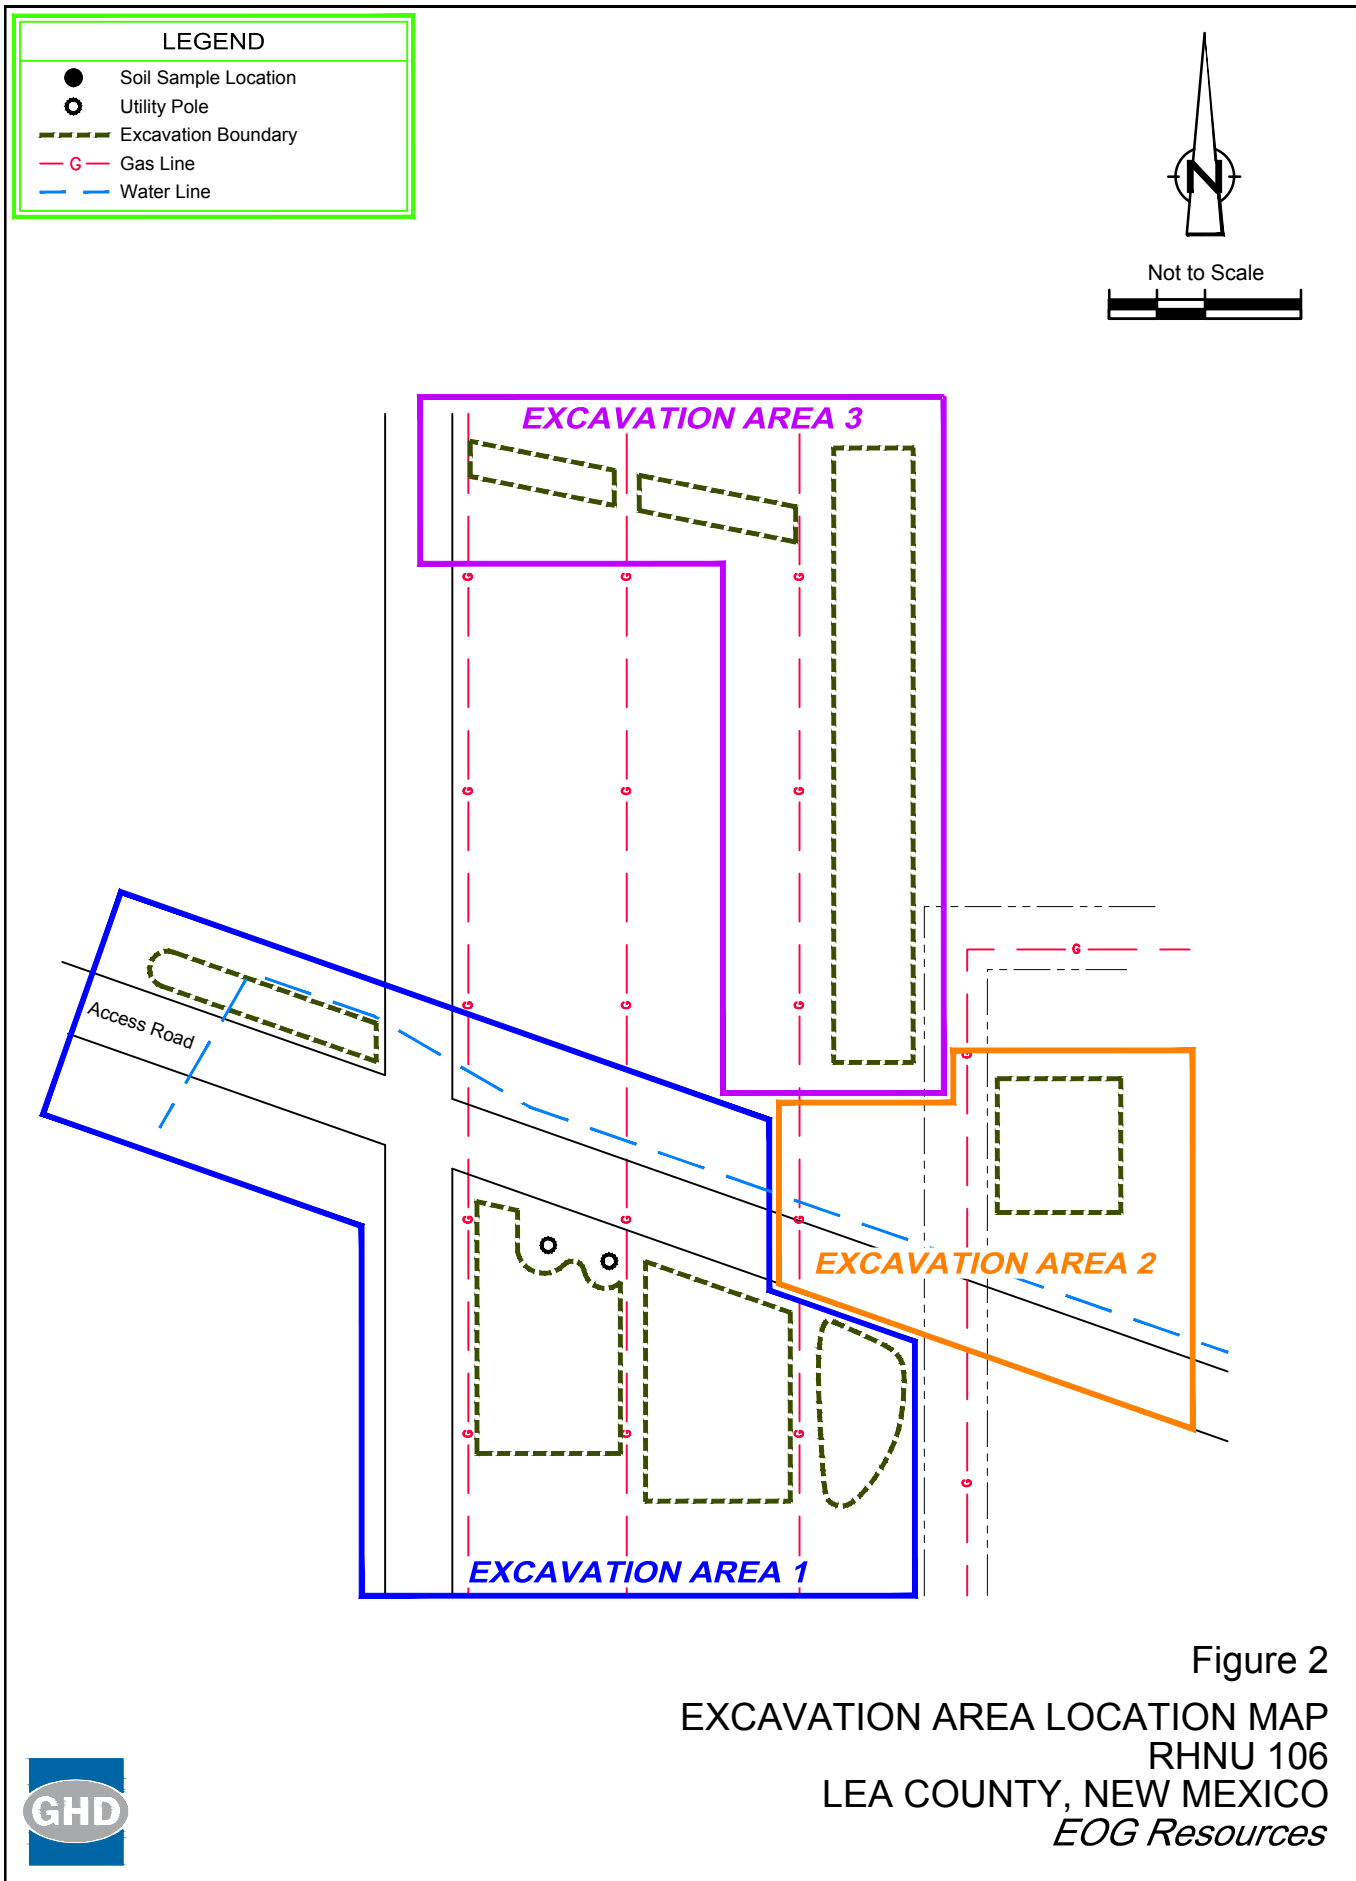 LEGEND
Soil Sample Location
Utility Pole
Excavation Boundary
G Gas Line
Water Line
N
Not to Scale
EXCAVATION AREA 3
G G G
G G G
G
G G G
Access Road
G
G G G
EXCAVATION AREA 2
G G G
G
EXCAVATION AREA 1
Figure 2
EXCAVATION AREA LOCATION MAP
RHNU 106
LEA COUNTY, NEW MEXICO
EOG Resources
GHD